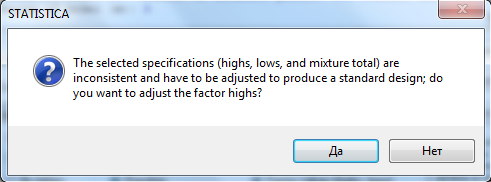 STATISTICA
The selected specifications (highs, lows, and mixture total) are
inconsistent and have to be adjusted to produce a standard design; do
you want to adjust the factor highs?
Да
Нет